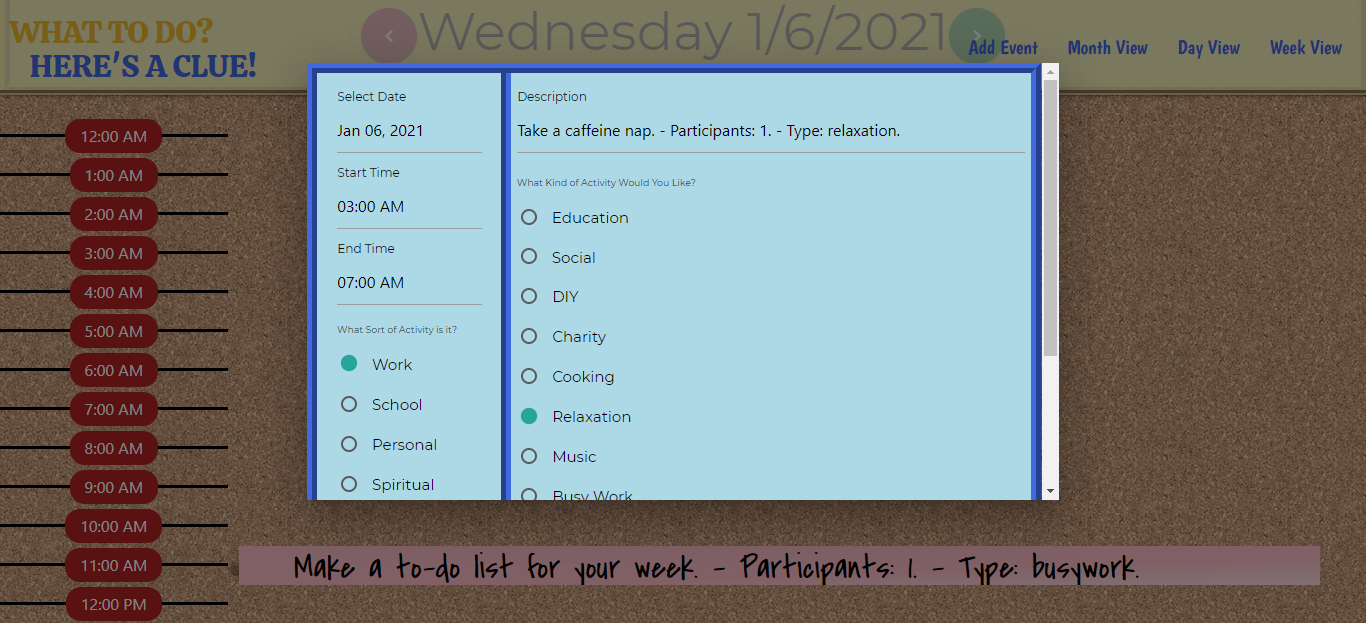 WHAT TO DO?
HERE'S A CLUE!
Wednesday 1/6/2021
Add Event
Month View
Day View
Week View
12:00 AM
1:00 AM
2:00 AM
3:00 AM
4:00 AM
5:00 AM
6:00 AM
7:00 AM
8:00 AM
9:00 AM
10:00 AM
11:00 AM
12:00 PM
Select Date
Jan 06, 2021
Start Time
03:00 AM
End Time
07:00 AM
What Sort of Activity is it?
Work
School
Personal
Spiritual
Description
Take a caffeine nap. - Participants: 1. - Type: relaxation.
What Kind of Activity Would You Like?
Education
Social
DIY
Charity
Cooking
Relaxation
Music
Busy Work
Make a to-do list for your week. - Participants: 1. - Type: busywork.